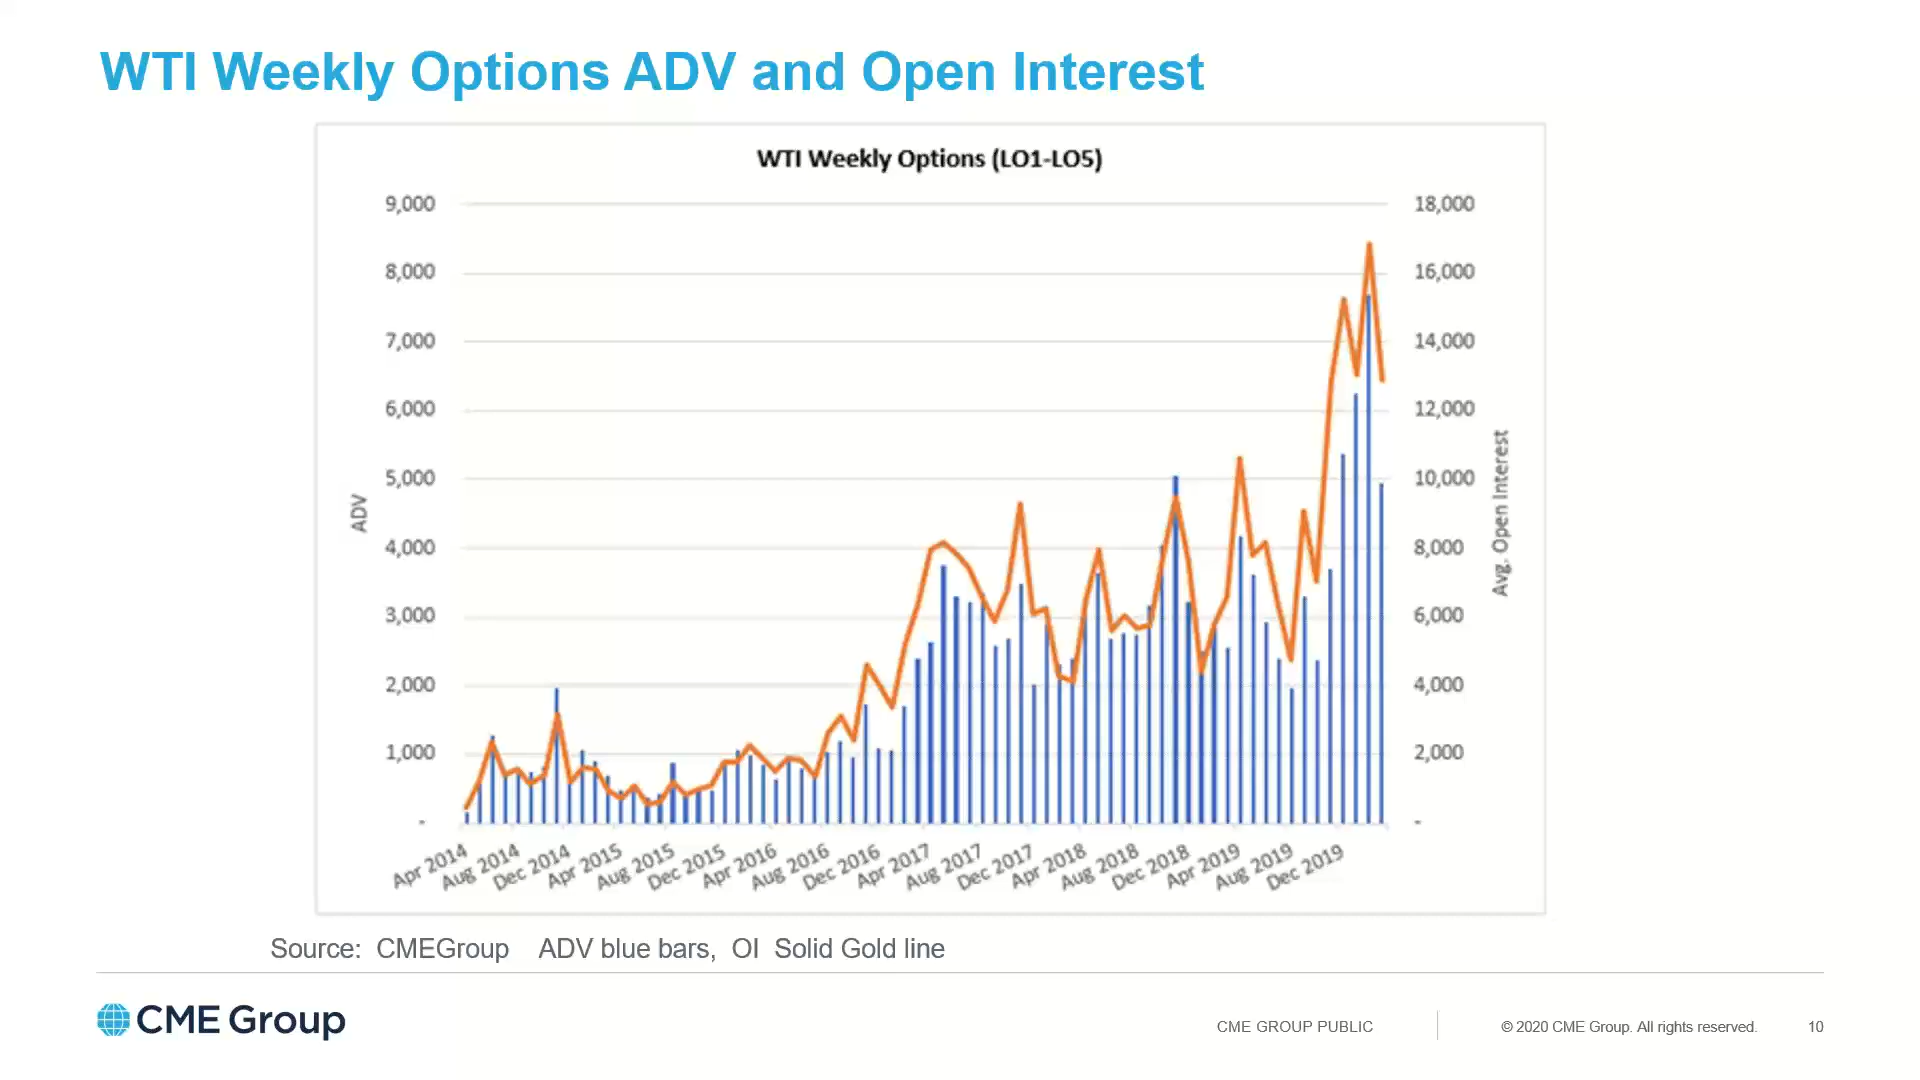 WTI Weekly Options ADV and Open Interest
WTI Weekly Options (LO1-LO5)
9,000
8,000
7,000
6,000
5,000
4,000
3,000
2,000
1,000
-
ADV
18,000
16,000
14,000
12,000
10,000
8,000
6,000
4,000
2,000
-
Avg. Open Interest
Apr 2014
Aug 2014
Dec 2014
Apr 2015
Aug 2015
Dec 2015
Apr 2016
Aug 2016
Dec 2016
Apr 2017
Aug 2017
Dec 2017
Apr 2018
Aug 2018
Dec 2018
Apr 2019
Aug 2019
Dec 2019
Source: CMEGroup ADV blue bars, OI Solid Gold line
CME Group
CME GROUP PUBLIC
© 2020 CME Group. All rights reserved.
10